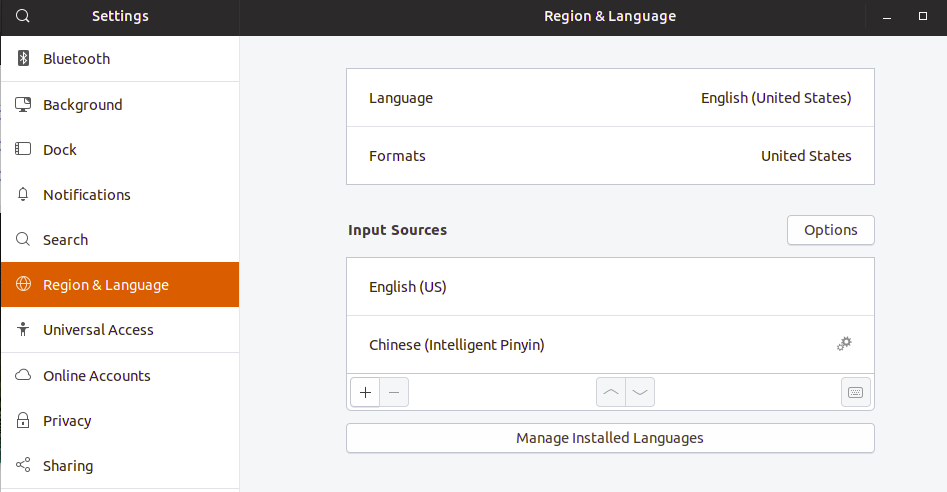 Settings
Region & Language
Bluetooth
Background
Dock
Notifications
Search
Region & Language
Universal Access
Online Accounts
Privacy
Sharing
Language English (United States)
Formats United States
Input Sources Options
English (US)
Chinese (Intelligent Pinyin)
Manage Installed Languages